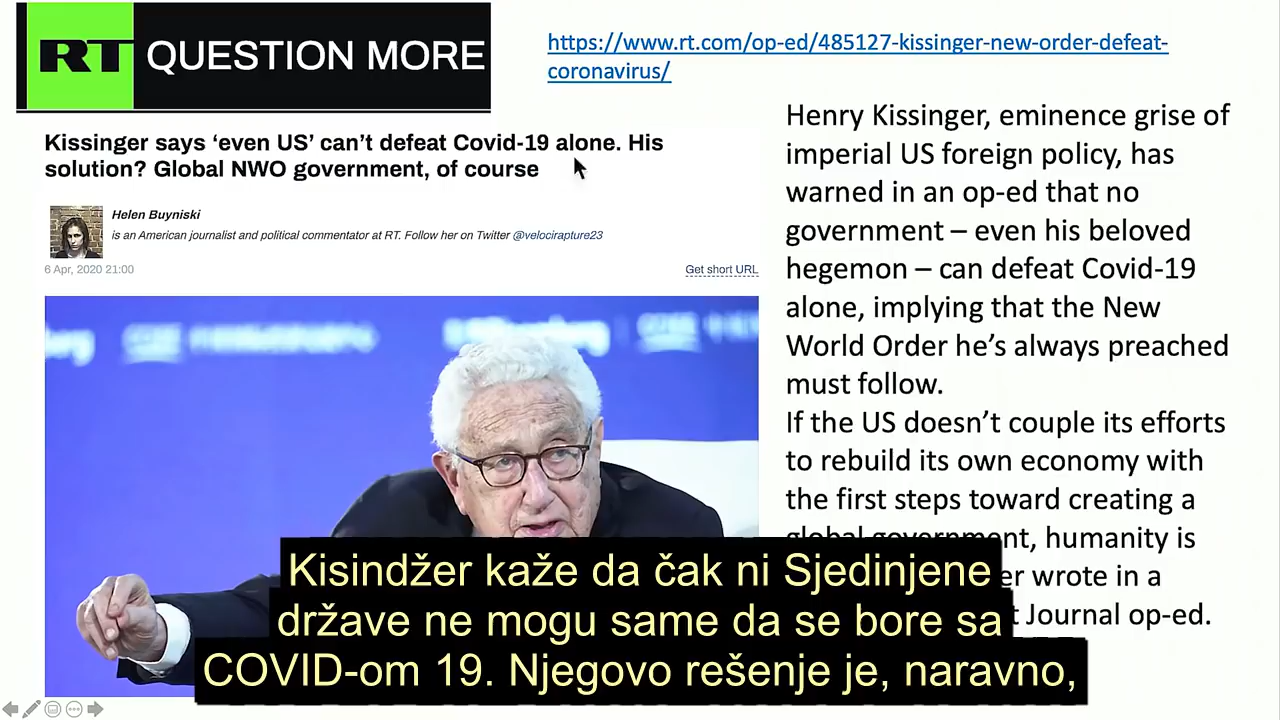 RT QUESTION MORE
https://www.rt.com/op-ed/485127-kissinger-new-order-defeat-
coronavirus/
Kissinger says ‘even US’ can’t defeat Covid-19 alone. His
solution? Global NWO government, of course
Helen Buyniski
is an American journalist and political commentator at RT. Follow her on Twitter @velocirapture23
6 Apr, 2020 21:00
Get short URL
Henry Kissinger, eminence grise of
imperial US foreign policy, has
warned in an op-ed that no
government – even his beloved
hegemon – can defeat Covid-19
alone, implying that the New
World Order he’s always preached
must follow.
If the US doesn’t couple its efforts
to rebuild its own economy with
the first steps toward creating a
global government, humanity is
wrote in a
Journal op-ed.
Kisindžer kaže da čak ni Sjedinjene
države ne mogu same da se bore sa
COVID-om 19. Njegovo rešenje je, naravno,